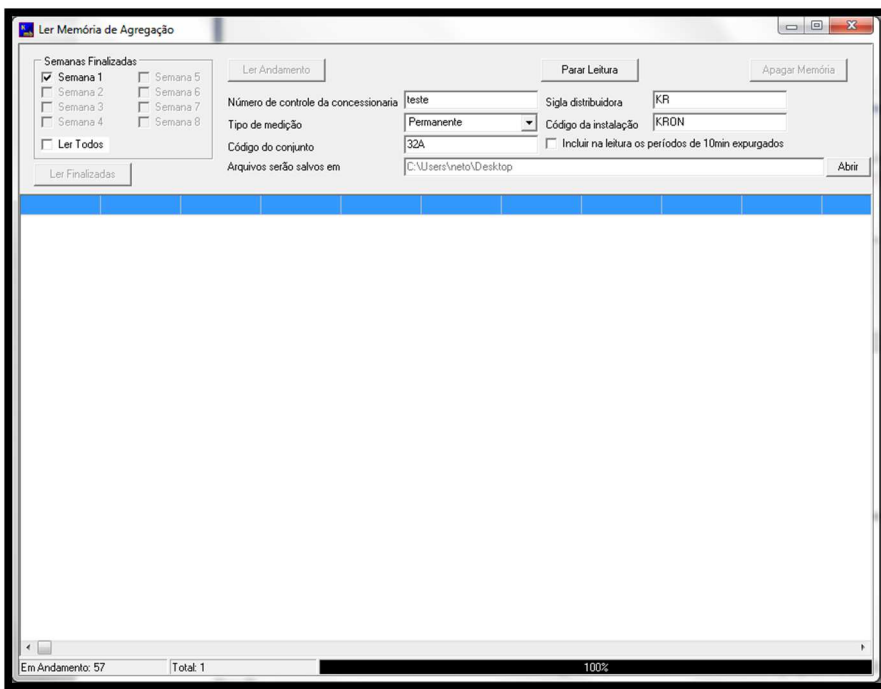 Ler Memória de Agregação
Semanas Finalizadas
Semana 1 Semana 5
Semana 2 Semana 6
Semana 3 Semana 7
Semana 4 Semana 8
Ler Todos
Ler Finalizadas
Ler Andamento Parar Leitura Apagar Memória
Número de controle da concessionaria teste Sigla distribuidora KR
Tipo de medição Permanente Código da instalação KRON
Código do conjunto 32A Incluir na leitura os períodos de 10min expurgados
Arquivos serão salvos em C:\Users\neto\Desktop Abrir
Em Andamento: 57 Total: 1 100%